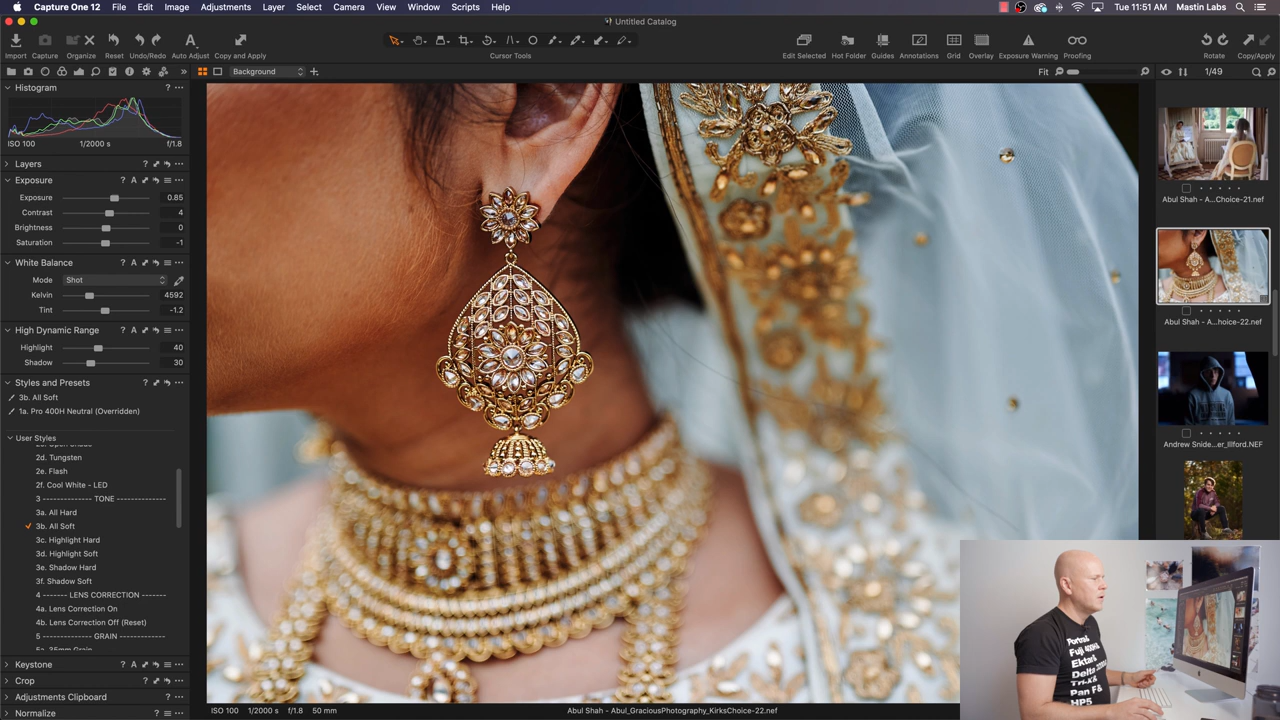 Capture One 12 File Edit View Adjustments Image Adjustments Layer Select Camera View Window Scripts Help
Tue 11:51 AM Mastin Labs
Untitled Catalog
Import Capture Organize Reset Undo/Redo Auto Adjust Copy and Apply
Cursor Tools
Edit Selected Hot Folder Guides Annotations Grid Overlay Exposure Warning Proofing
Rotate Copy/Apply
Background
Fit
1/49
Histogram
ISO 100 1/2000 s f/1.8
Layers
Exposure
Exposure 0.85
Contrast 4
Brightness 0
Saturation -1
White Balance
Mode Shot
Kelvin 4592
Tint -1.2
High Dynamic Range
Highlight 40
Shadow 30
Styles and Presets
3b. All Soft
1a. Pro 400H Neutral (Overridden)
User Styles
2d. Tungsten
2e. Flash
2f. Cool White - LED
3 -------------- TONE --------------
3a. All Hard
3b. All Soft
3c. Highlight Hard
3d. Highlight Soft
3e. Shadow Hard
3f. Shadow Soft
4 ------- LENS CORRECTION -------
4a. Lens Correction On
4b. Lens Correction Off (Reset)
5 ------------- GRAIN -------------
Keystone
Crop
Adjustments Clipboard
Normalize
Abul Shah - A...Choice-21.nef
Abul Shah - A...hoice-22.nef
Andrew Snide...er_Illford.NEF
ISO 100 1/2000 s f/1.8 50 mm
Abul Shah - Abul_GraciousPhotography_KirksChoice-22.nef
Portra&
Fuji 400H&
Ektar&
Pan F&
HP5